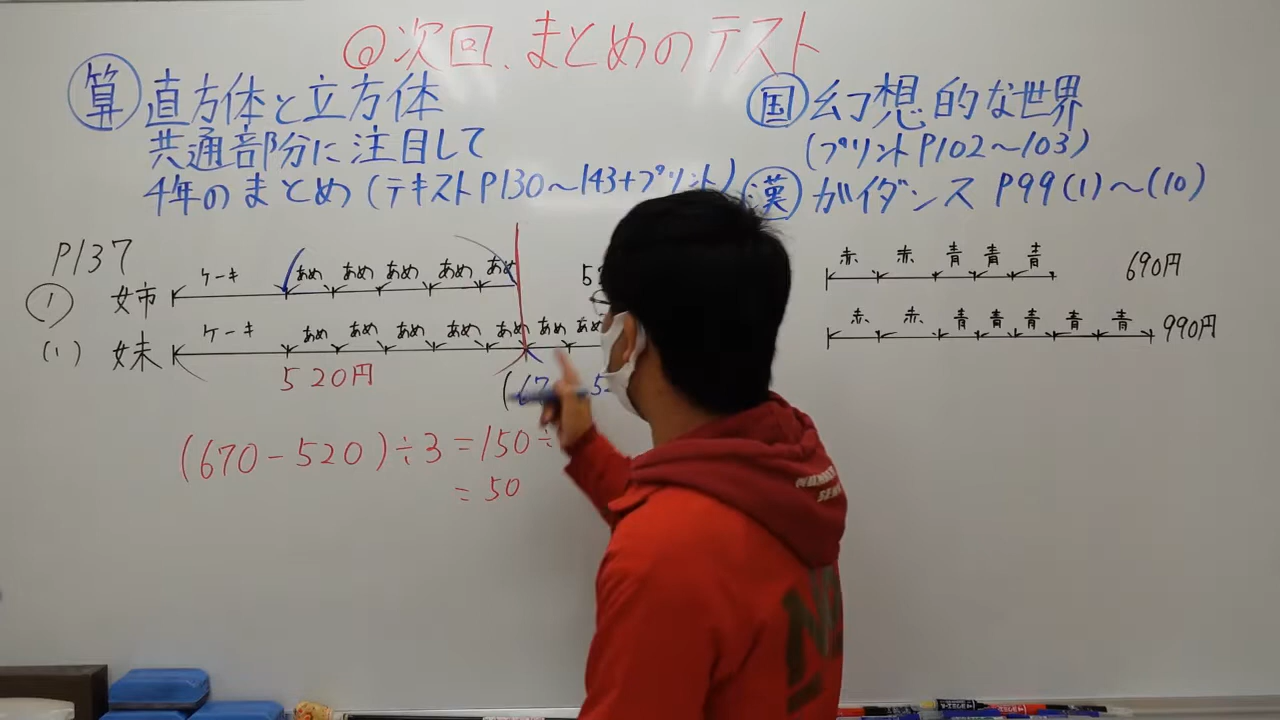 @次回、まとめのテスト
算 直方体と立方体
共通部分に注目して
4年のまとめ (テキストP130〜143+プリント)
国 幻想的な世界
(プリントP102〜103)
漢 ガイダンス P99(1)〜(10)
P137
① 姉 ケーキ あめ あめ あめ あめ あめ
(1) 妹 ケーキ あめ あめ あめ あめ あめ あめ あめ
520円
(670-520)÷3=150÷
=50
赤 赤 青 青 青 690円
赤 赤 青 青 青 青 青 990円